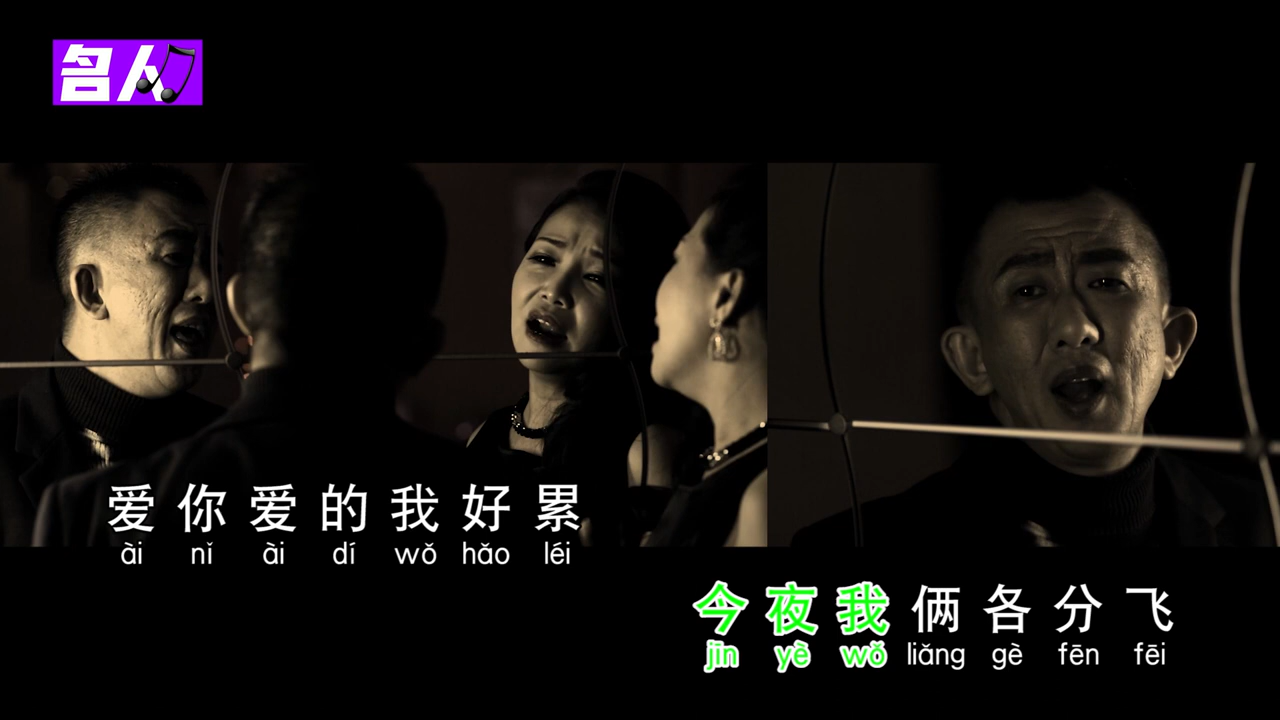 名人
爱你爱的我好累
ài nǐ ài dí wǒ hǎo léi
今夜我俩各分飞
jīn yè wǒ liǎng gè fēn fēi